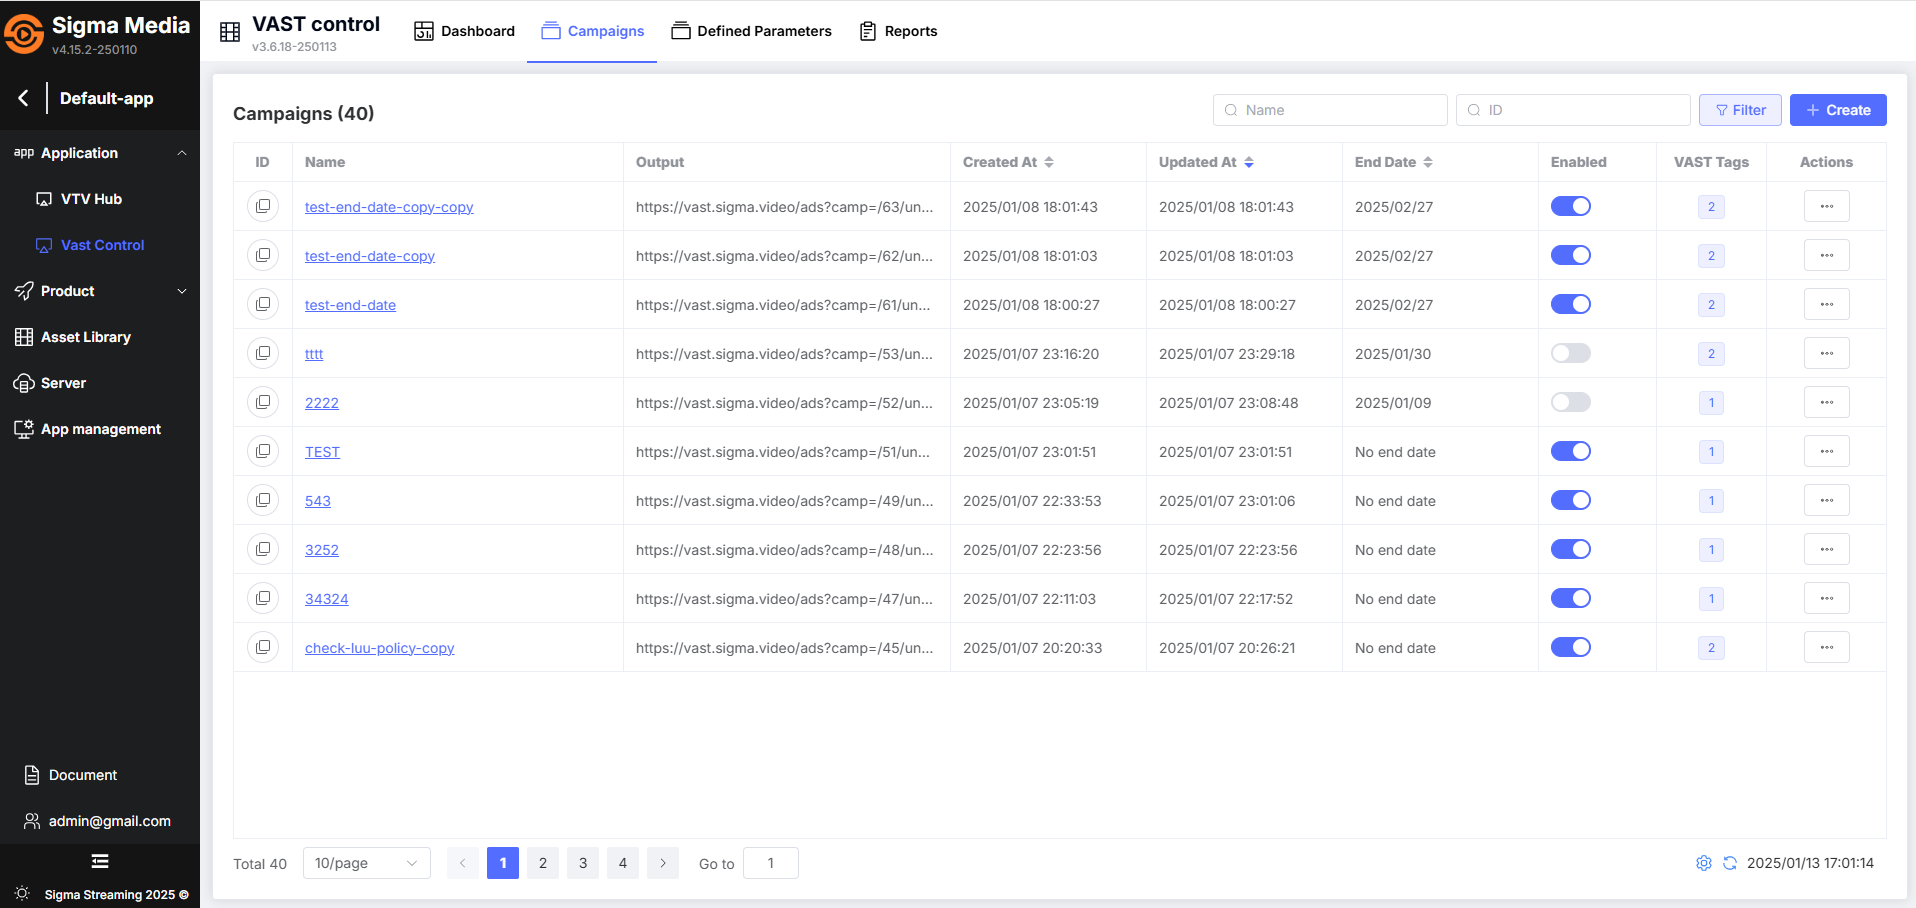 Sigma Media
v4.15.2-250110
Default-app
app Application
VTV Hub
Vast Control
Product
Asset Library
Server
App management
Document
admin@gmail.com
Sigma Streaming 2025 ©
VAST control
v3.6.18-250113
Dashboard Campaigns Defined Parameters Reports
Campaigns (40)
Name ID Filter + Create
ID Name Output Created At Updated At End Date Enabled VAST Tags Actions
test-end-date-copy-copy https://vast.sigma.video/ads?camp=/63/un... 2025/01/08 18:01:43 2025/01/08 18:01:43 2025/02/27 2 ...
test-end-date-copy https://vast.sigma.video/ads?camp=/62/un... 2025/01/08 18:01:03 2025/01/08 18:01:03 2025/02/27 2 ...
test-end-date https://vast.sigma.video/ads?camp=/61/un... 2025/01/08 18:00:27 2025/01/08 18:00:27 2025/02/27 2 ...
tttt https://vast.sigma.video/ads?camp=/53/un... 2025/01/07 23:16:20 2025/01/07 23:29:18 2025/01/30 2 ...
2222 https://vast.sigma.video/ads?camp=/52/un... 2025/01/07 23:05:19 2025/01/07 23:08:48 2025/01/09 1 ...
TEST https://vast.sigma.video/ads?camp=/51/un... 2025/01/07 23:01:51 2025/01/07 23:01:51 No end date 1 ...
543 https://vast.sigma.video/ads?camp=/49/un... 2025/01/07 22:33:53 2025/01/07 23:01:06 No end date 1 ...
3252 https://vast.sigma.video/ads?camp=/48/un... 2025/01/07 22:23:56 2025/01/07 22:23:56 No end date 1 ...
34324 https://vast.sigma.video/ads?camp=/47/un... 2025/01/07 22:11:03 2025/01/07 22:17:52 No end date 1 ...
check-luu-policy-copy https://vast.sigma.video/ads?camp=/45/un... 2025/01/07 20:20:33 2025/01/07 20:26:21 No end date 2 ...
Total 40 10/page < 1 2 3 4 > Go to 1 2025/01/13 17:01:14